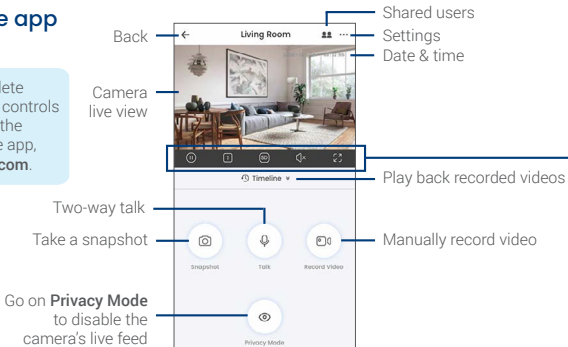 e app
lete
controls
the
e app,
com.
Back
Living Room
Shared users
Settings
Date & time
Camera
live view
1
SD
Timeline
Play back recorded videos
Two-way talk
Take a snapshot
Manually record video
Snapshot
Talk
Record Video
Go on Privacy Mode
to disable the
camera's live feed
Privacy Mode